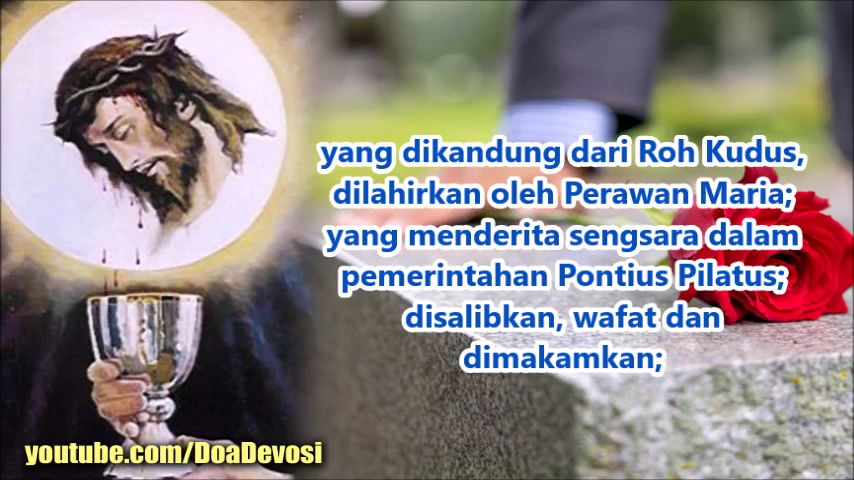 yang dikandung dari Roh Kudus,
dilahirkan oleh Perawan Maria;
yang menderita sengsara dalam
pemerintahan Pontius Pilatus;
disalibkan, wafat dan
dimakamkan;
youtube.com/DoaDevosi